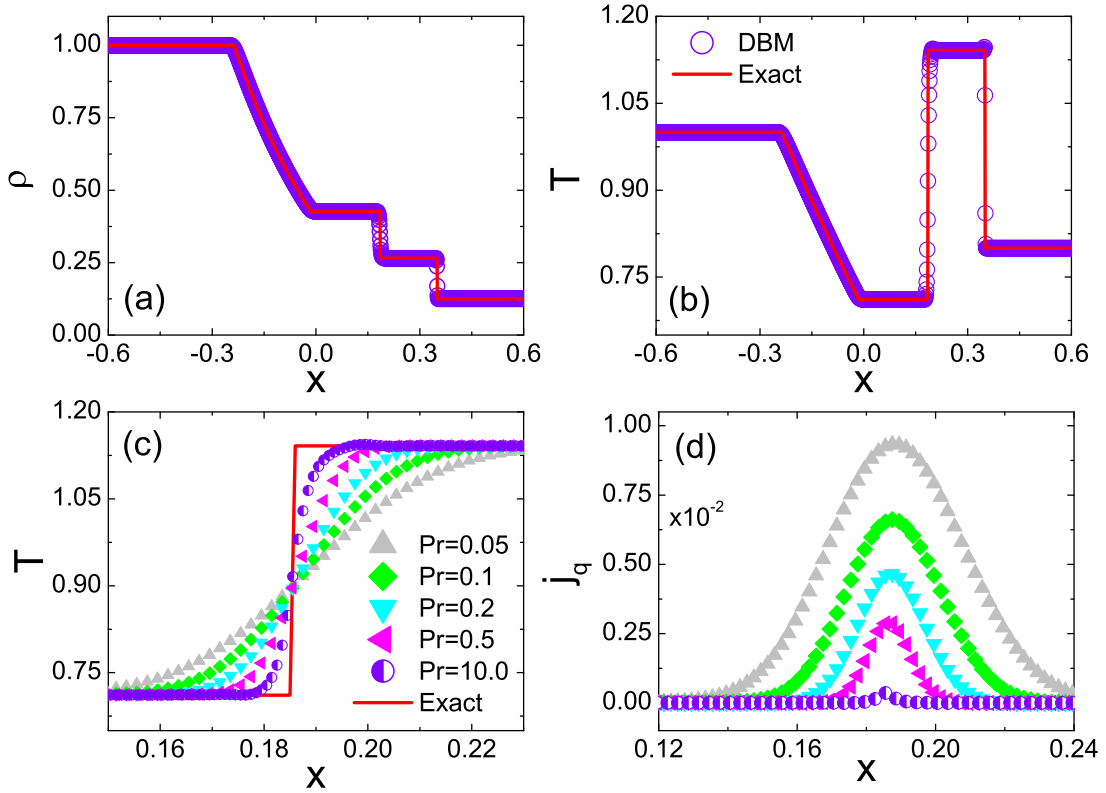 1.00
0.75
0.50
0.25
0.00
ρ
(a)
-0.6 -0.3 0.0 0.3 0.6
x
1.20
1.05
0.90
0.75
T
DBM
Exact
(b)
-0.6 -0.3 0.0 0.3 0.6
x
1.20
1.05
0.90
0.75
T
(c)
Pr=0.05
Pr=0.1
Pr=0.2
Pr=0.5
Pr=10.0
Exact
0.16 0.18 0.20 0.22
x
1.00
0.75
0.50
0.25
0.00
j_q
(d)
x10^-2
0.12 0.16 0.20 0.24
x